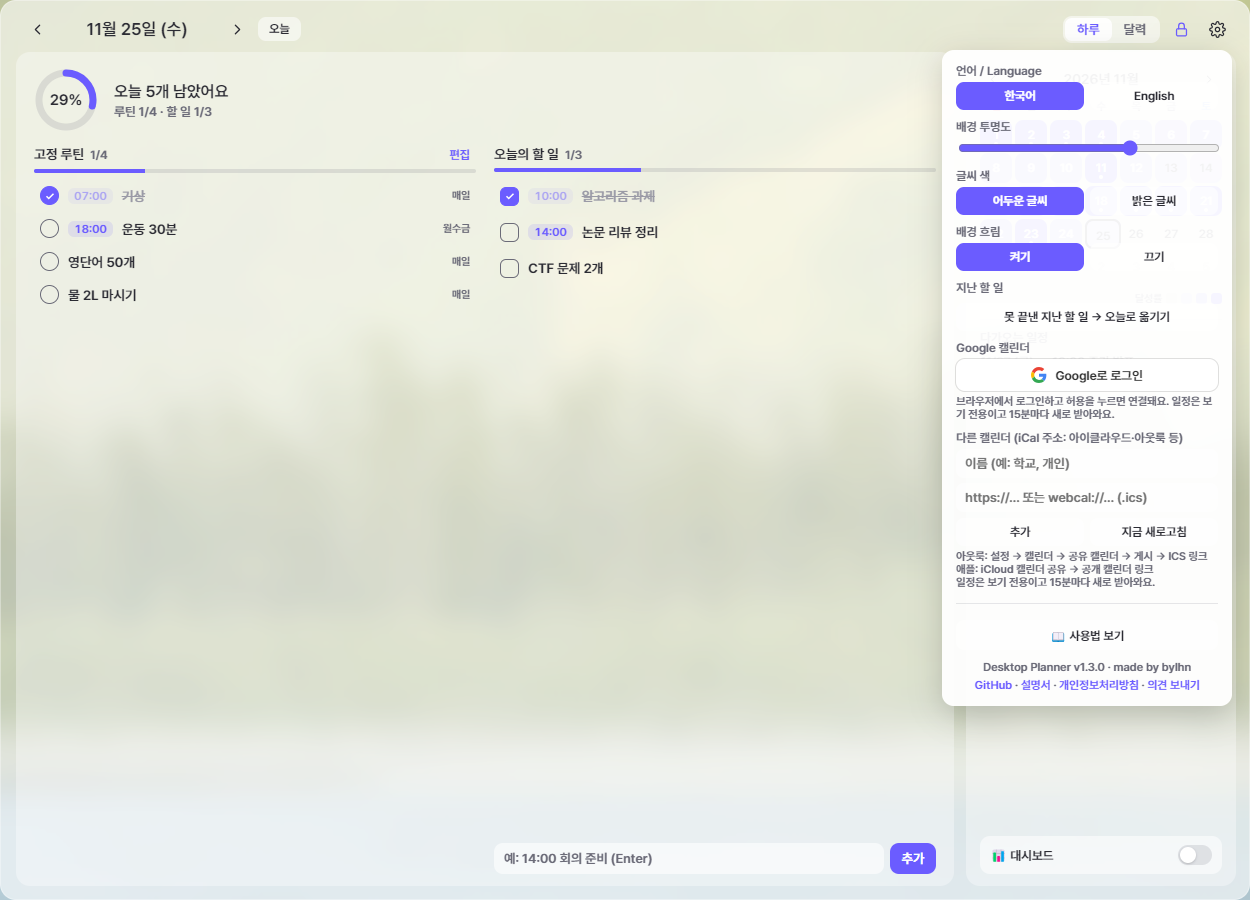 11월 25일 (수)
오늘
하루
달력
29%
오늘 5개 남았어요
루틴 1/4 · 할 일 1/3
고정 루틴 1/4
편집
07:00 기상 매일
18:00 운동 30분 월수금
영단어 50개 매일
물 2L 마시기 매일
오늘의 할 일 1/3
10:00 알고리즘 과제
14:00 논문 리뷰 정리
CTF 문제 2개
예: 14:00 회의 준비 (Enter)
추가
언어 / Language
한국어
English
배경 투명도
글씨 색
어두운 글씨
밝은 글씨
배경 흐림
켜기
끄기
지난 할 일
못 끝낸 지난 할 일 → 오늘로 옮기기
Google 캘린더
Google로 로그인
브라우저에서 로그인하고 허용을 누르면 연결돼요. 일정은 보
기 전용이고 15분마다 새로 받아와요.
다른 캘린더 (iCal 주소: 아이클라우드·아웃룩 등)
이름 (예: 학교, 개인)
https://... 또는 webcal://... (.ics)
추가
지금 새로고침
아웃룩: 설정 → 캘린더 → 공유 캘린더 → 게시 → ICS 링크
애플: iCloud 캘린더 공유 → 공개 캘린더 링크
일정은 보기 전용이고 15분마다 새로 받아와요.
사용법 보기
Desktop Planner v1.3.0 · made by bylhn
GitHub · 설명서 · 개인정보처리방침 · 의견 보내기
대시보드